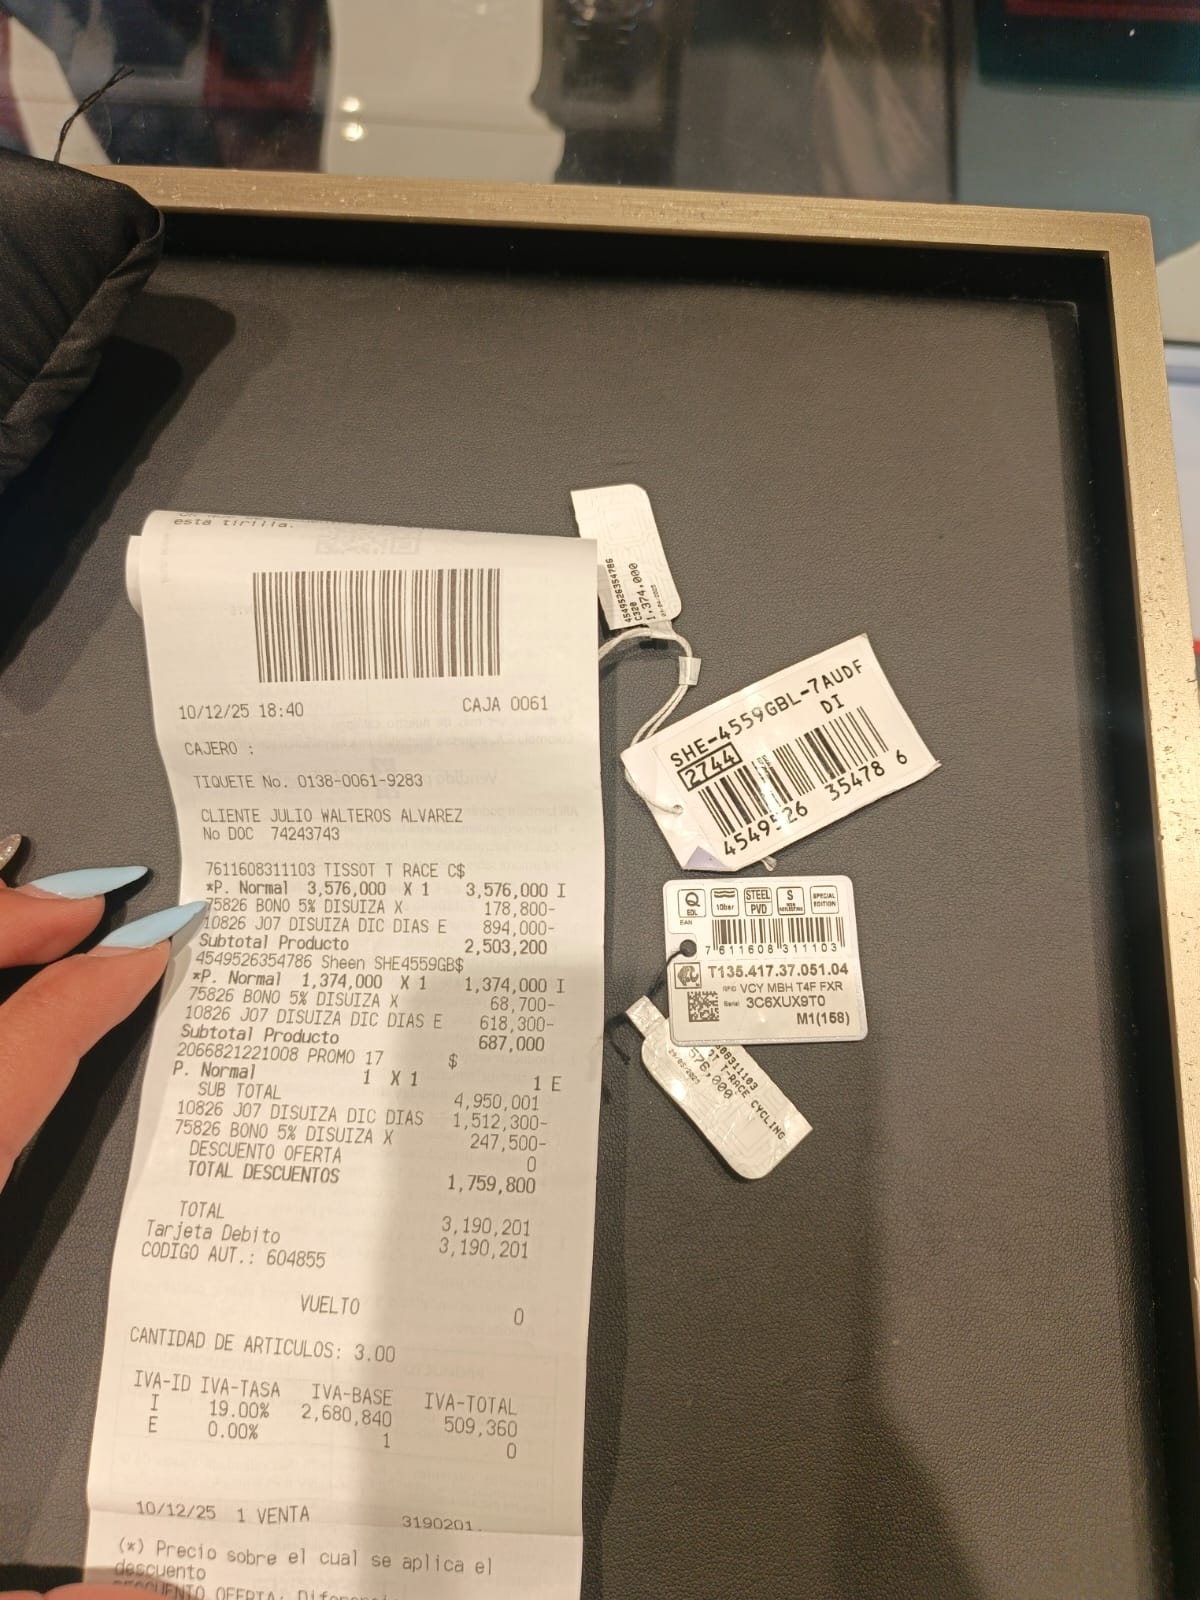 esta tirilla.
10/12/25 18:40 CAJA 0061
CAJERO :
TIQUETE No. 0138-0061-9283
CLIENTE JULIO WALTEROS ALVAREZ
No DOC 74243743
7611608311103 TISSOT T RACE C$
*P. Normal 3,576,000 X 1 3,576,000 I
75826 BONO 5% DISUIZA X 178,800-
10826 J07 DISUIZA DIC DIAS E 894,000-
Subtotal Producto 2,503,200
4549526354786 Sheen SHE4559GB$
*P. Normal 1,374,000 X 1 1,374,000 I
75826 BONO 5% DISUIZA X 68,700-
10826 J07 DISUIZA DIC DIAS E 618,300-
Subtotal Producto 687,000
2066821221008 PROMO 17 $
P. Normal 1 X 1 1 E
SUB TOTAL 4,950,001
10826 J07 DISUIZA DIC DIAS 1,512,300-
75826 BONO 5% DISUIZA X 247,500-
DESCUENTO OFERTA 0
TOTAL DESCUENTOS 1,759,800
TOTAL 3,190,201
Tarjeta Debito 3,190,201
CODIGO AUT.: 604855
VUELTO 0
CANTIDAD DE ARTICULOS: 3.00
IVA-ID IVA-TASA IVA-BASE IVA-TOTAL
I 19.00% 2,680,840 509,360
E 0.00% 1 0
10/12/25 1 VENTA 3190201.
(*) Precio sobre el cual se aplica el
descuento
OFERTA:
4549526354786
C320
1,374,000
SHE-4559GBL-7AUDF
2744 DI
4549526 35478 6
Q EOL
10bar
STEEL PVD
S
SPECIAL EDITION
EAN
7 611608 311103
T135.417.37.051.04
RFID VCY MBH T4F FXR
Serial 3C6XUX9T0
M1(158)
T-RACE CYCLING